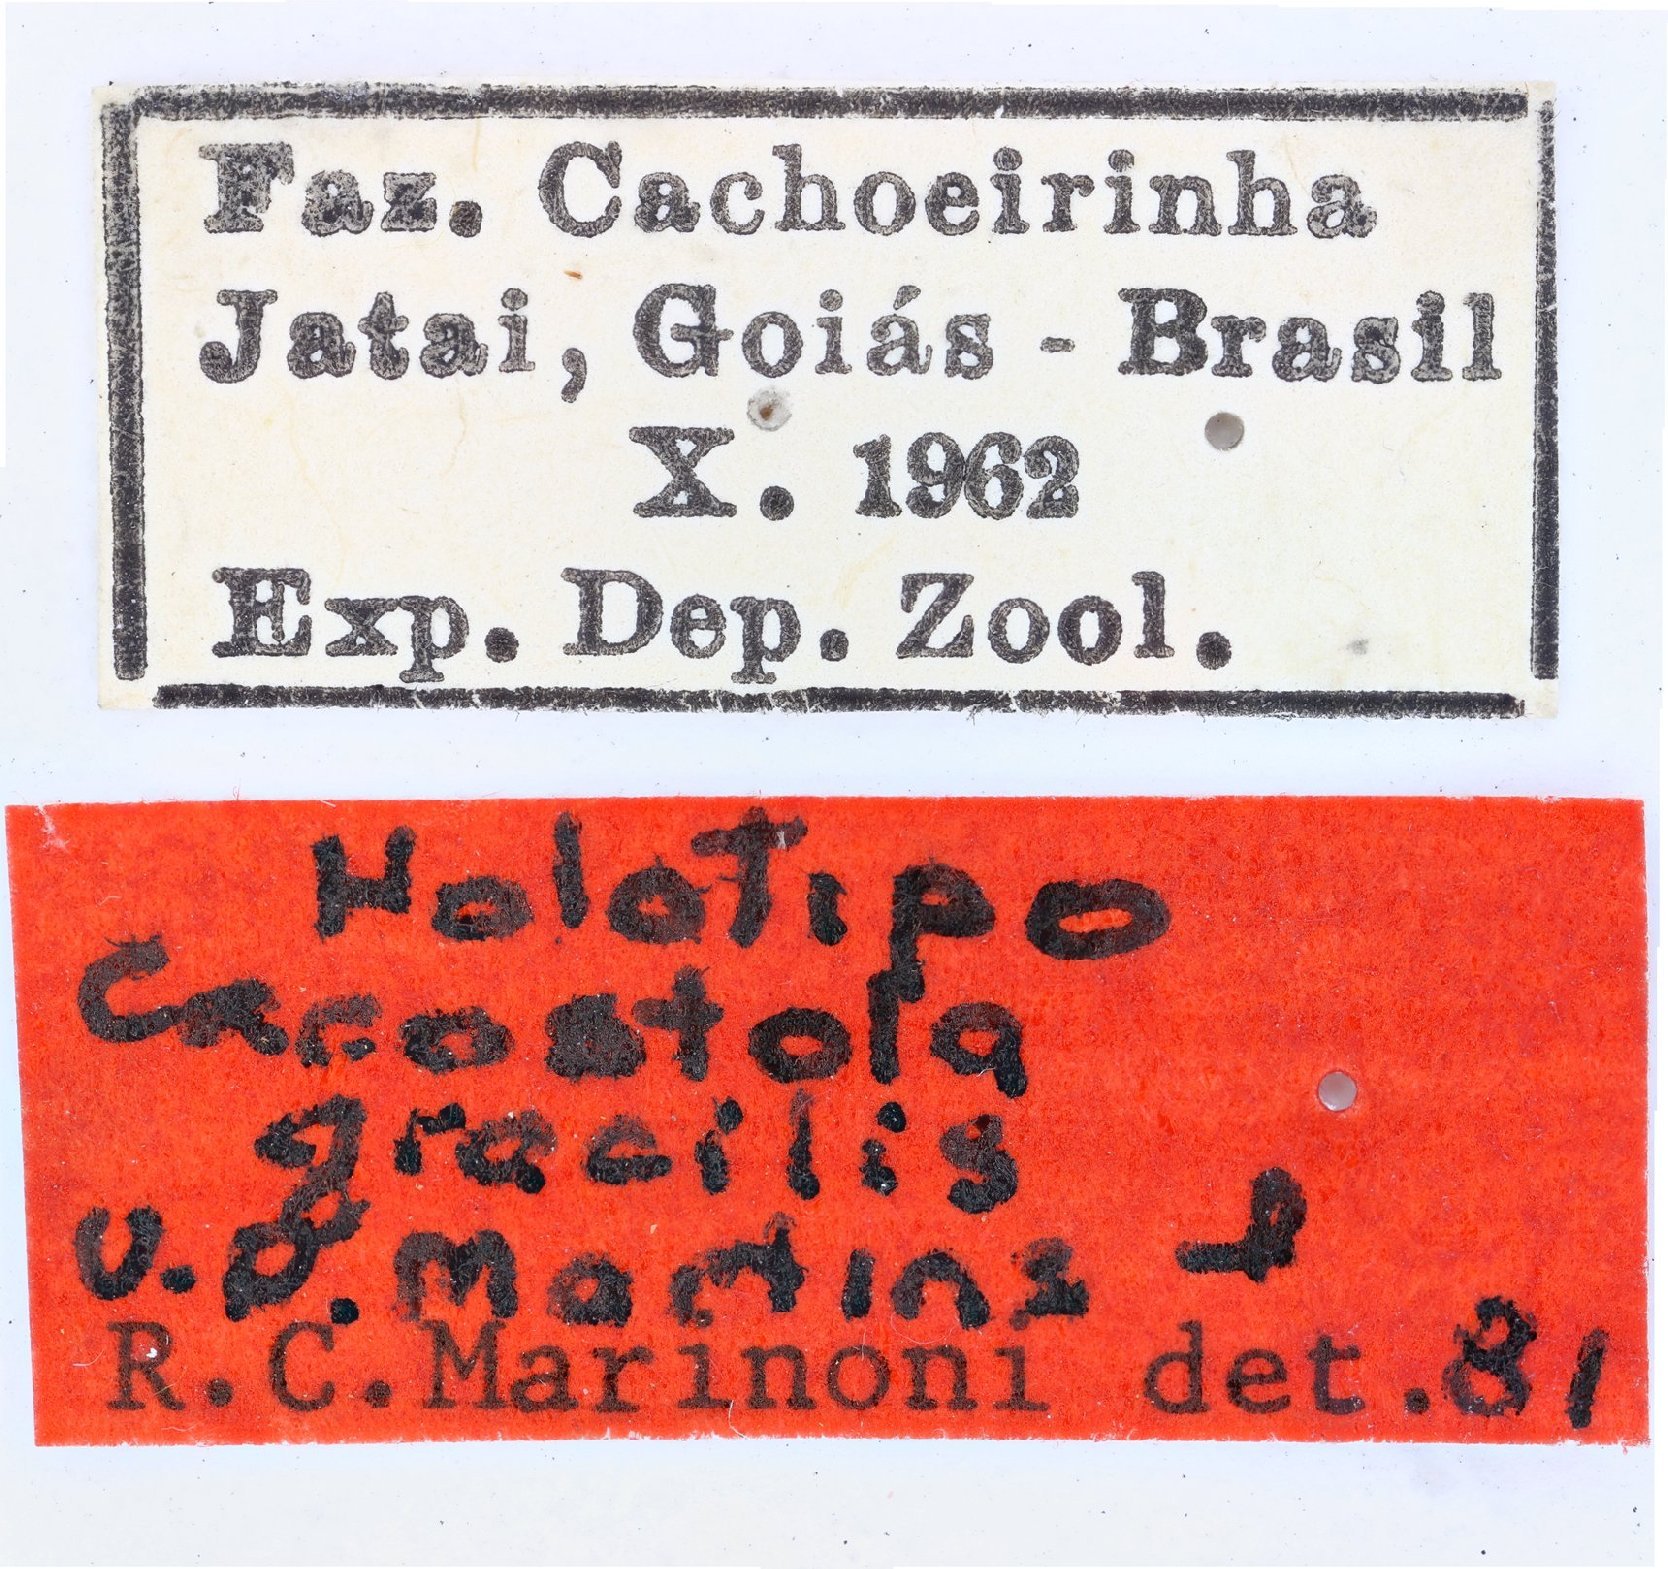 Faz. Cachoeirinha
Jatai, Goiás - Brasil
X. 1962
Exp. Dep. Zool.
Holotipo
Cacostola
gracilis
U.R. Martins &
R.C.Marinoni det.81